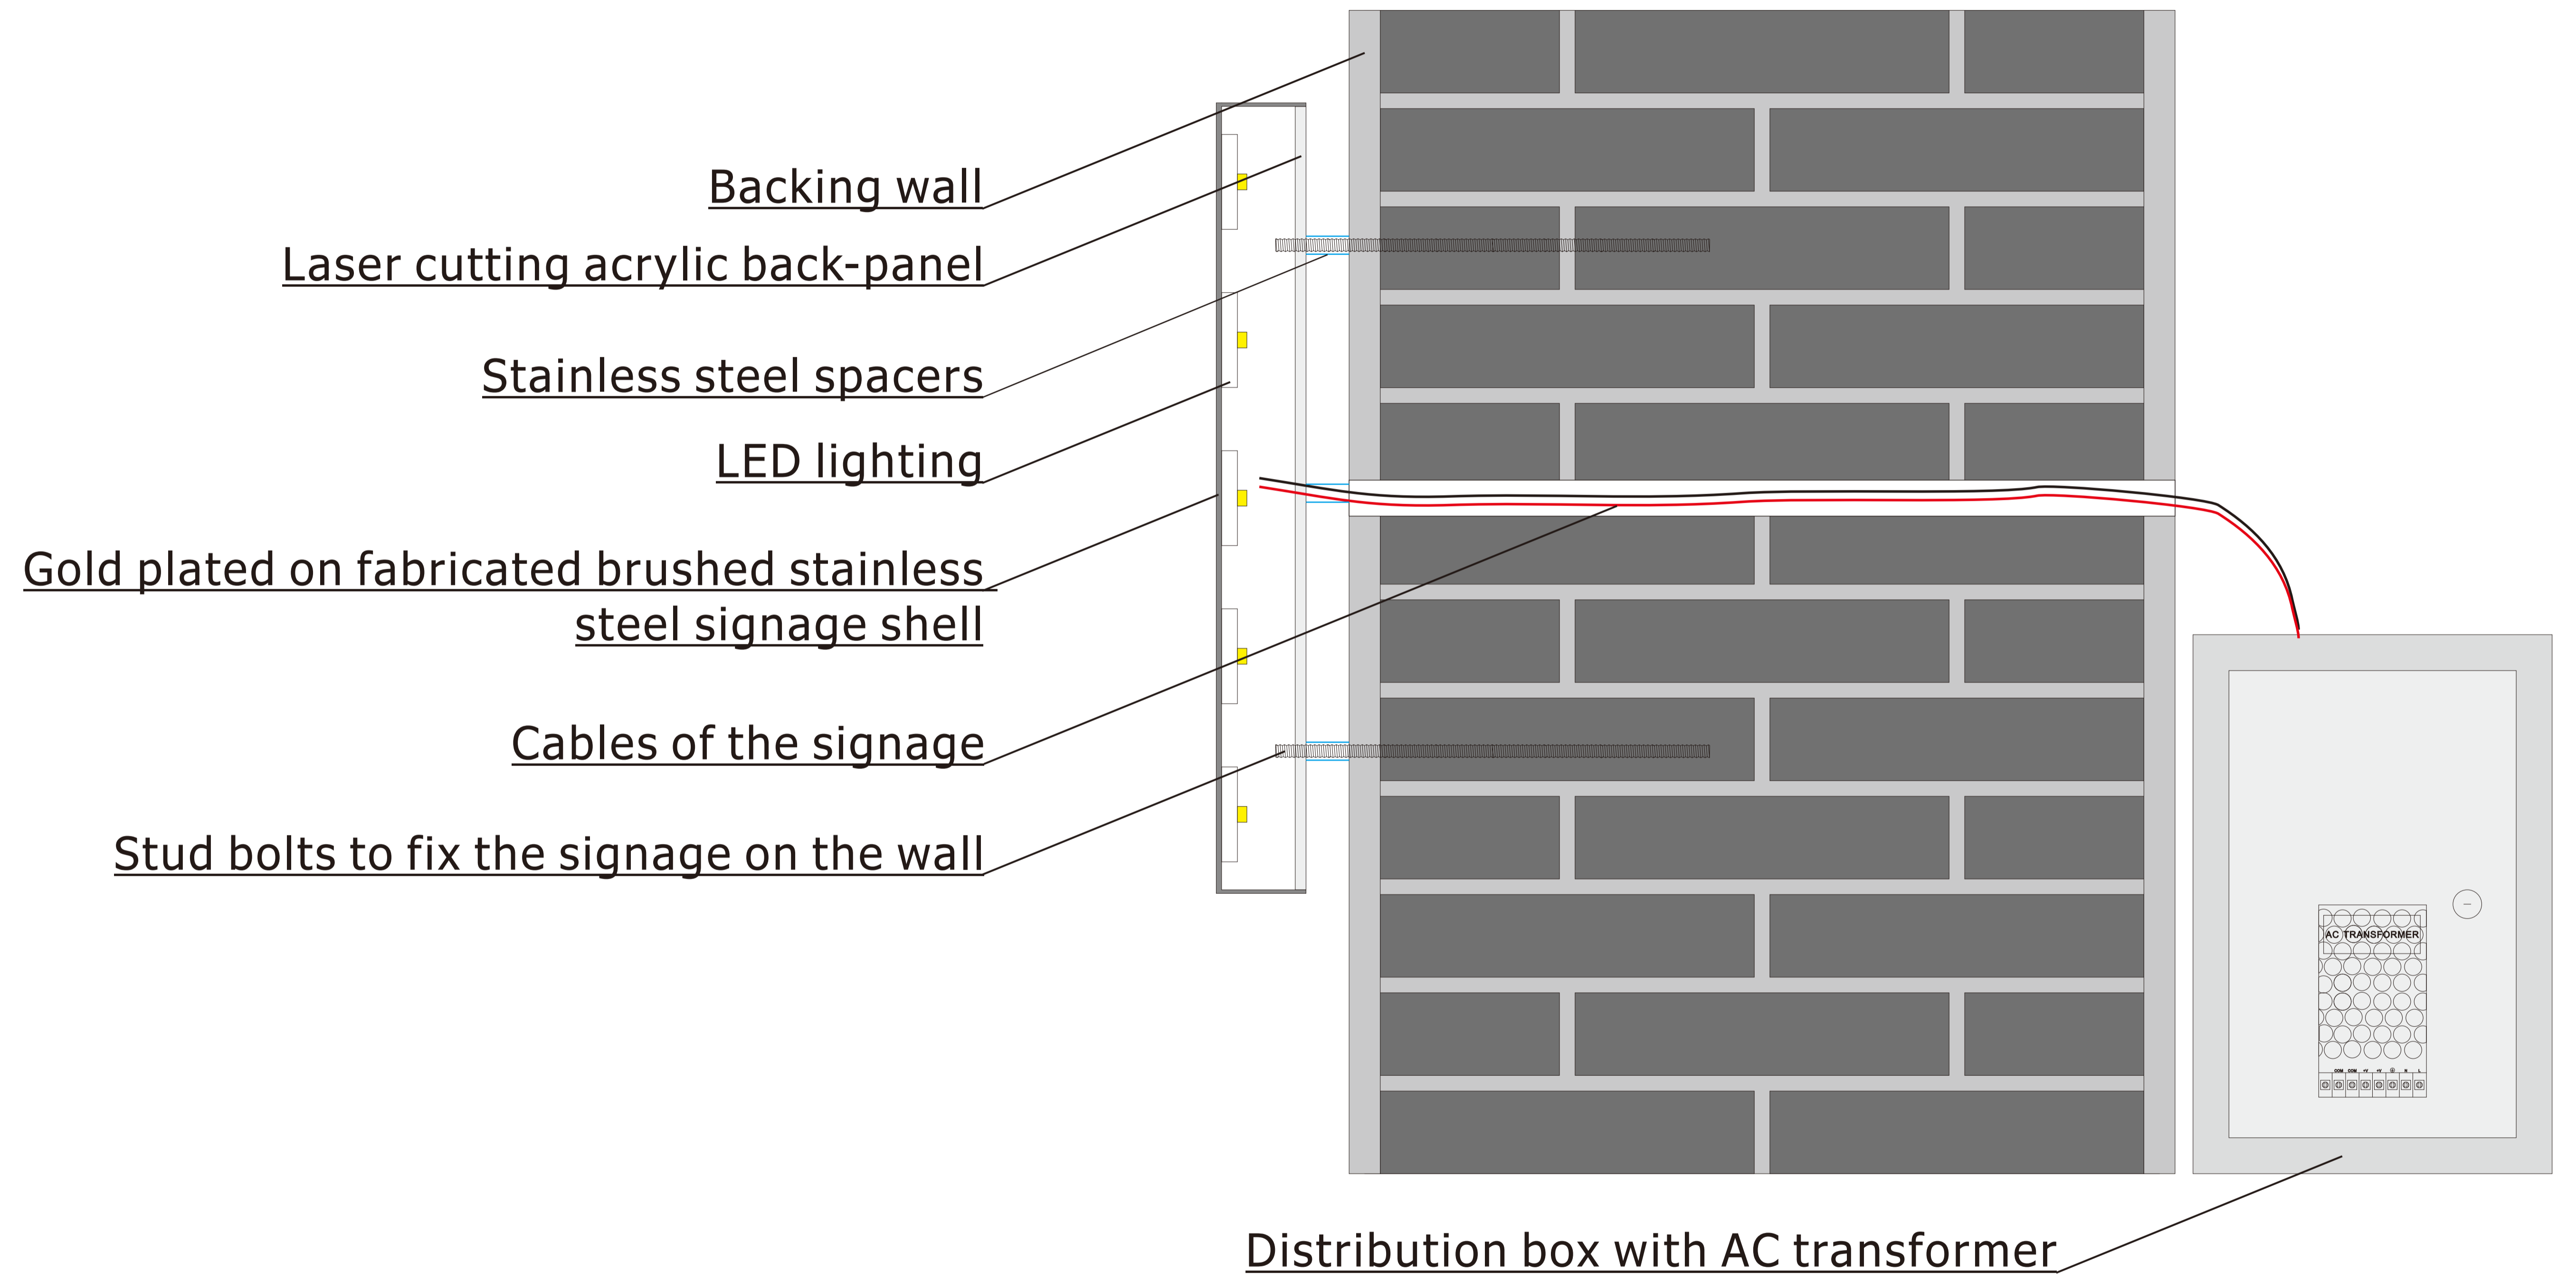 Backing wall
Laser cutting acrylic back-panel
Stainless steel spacers
LED lighting
Gold plated on fabricated brushed stainless
steel signage shell
Cables of the signage
Stud bolts to fix the signage on the wall
AC TRANSFORMER
COM COM +V +V N L
Distribution box with AC transformer